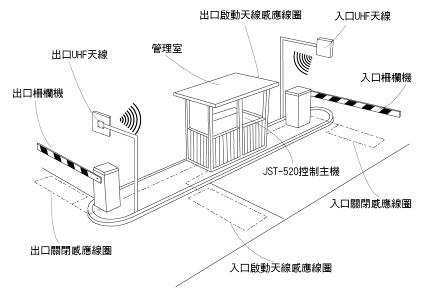 出口啟動天線感應線圈
入口UHF天線
管理室
出口UHF天線
入口柵欄機
出口柵欄機
JST-520控制主機
入口關閉感應線圈
出口關閉感應線圈
入口啟動天線感應線圈